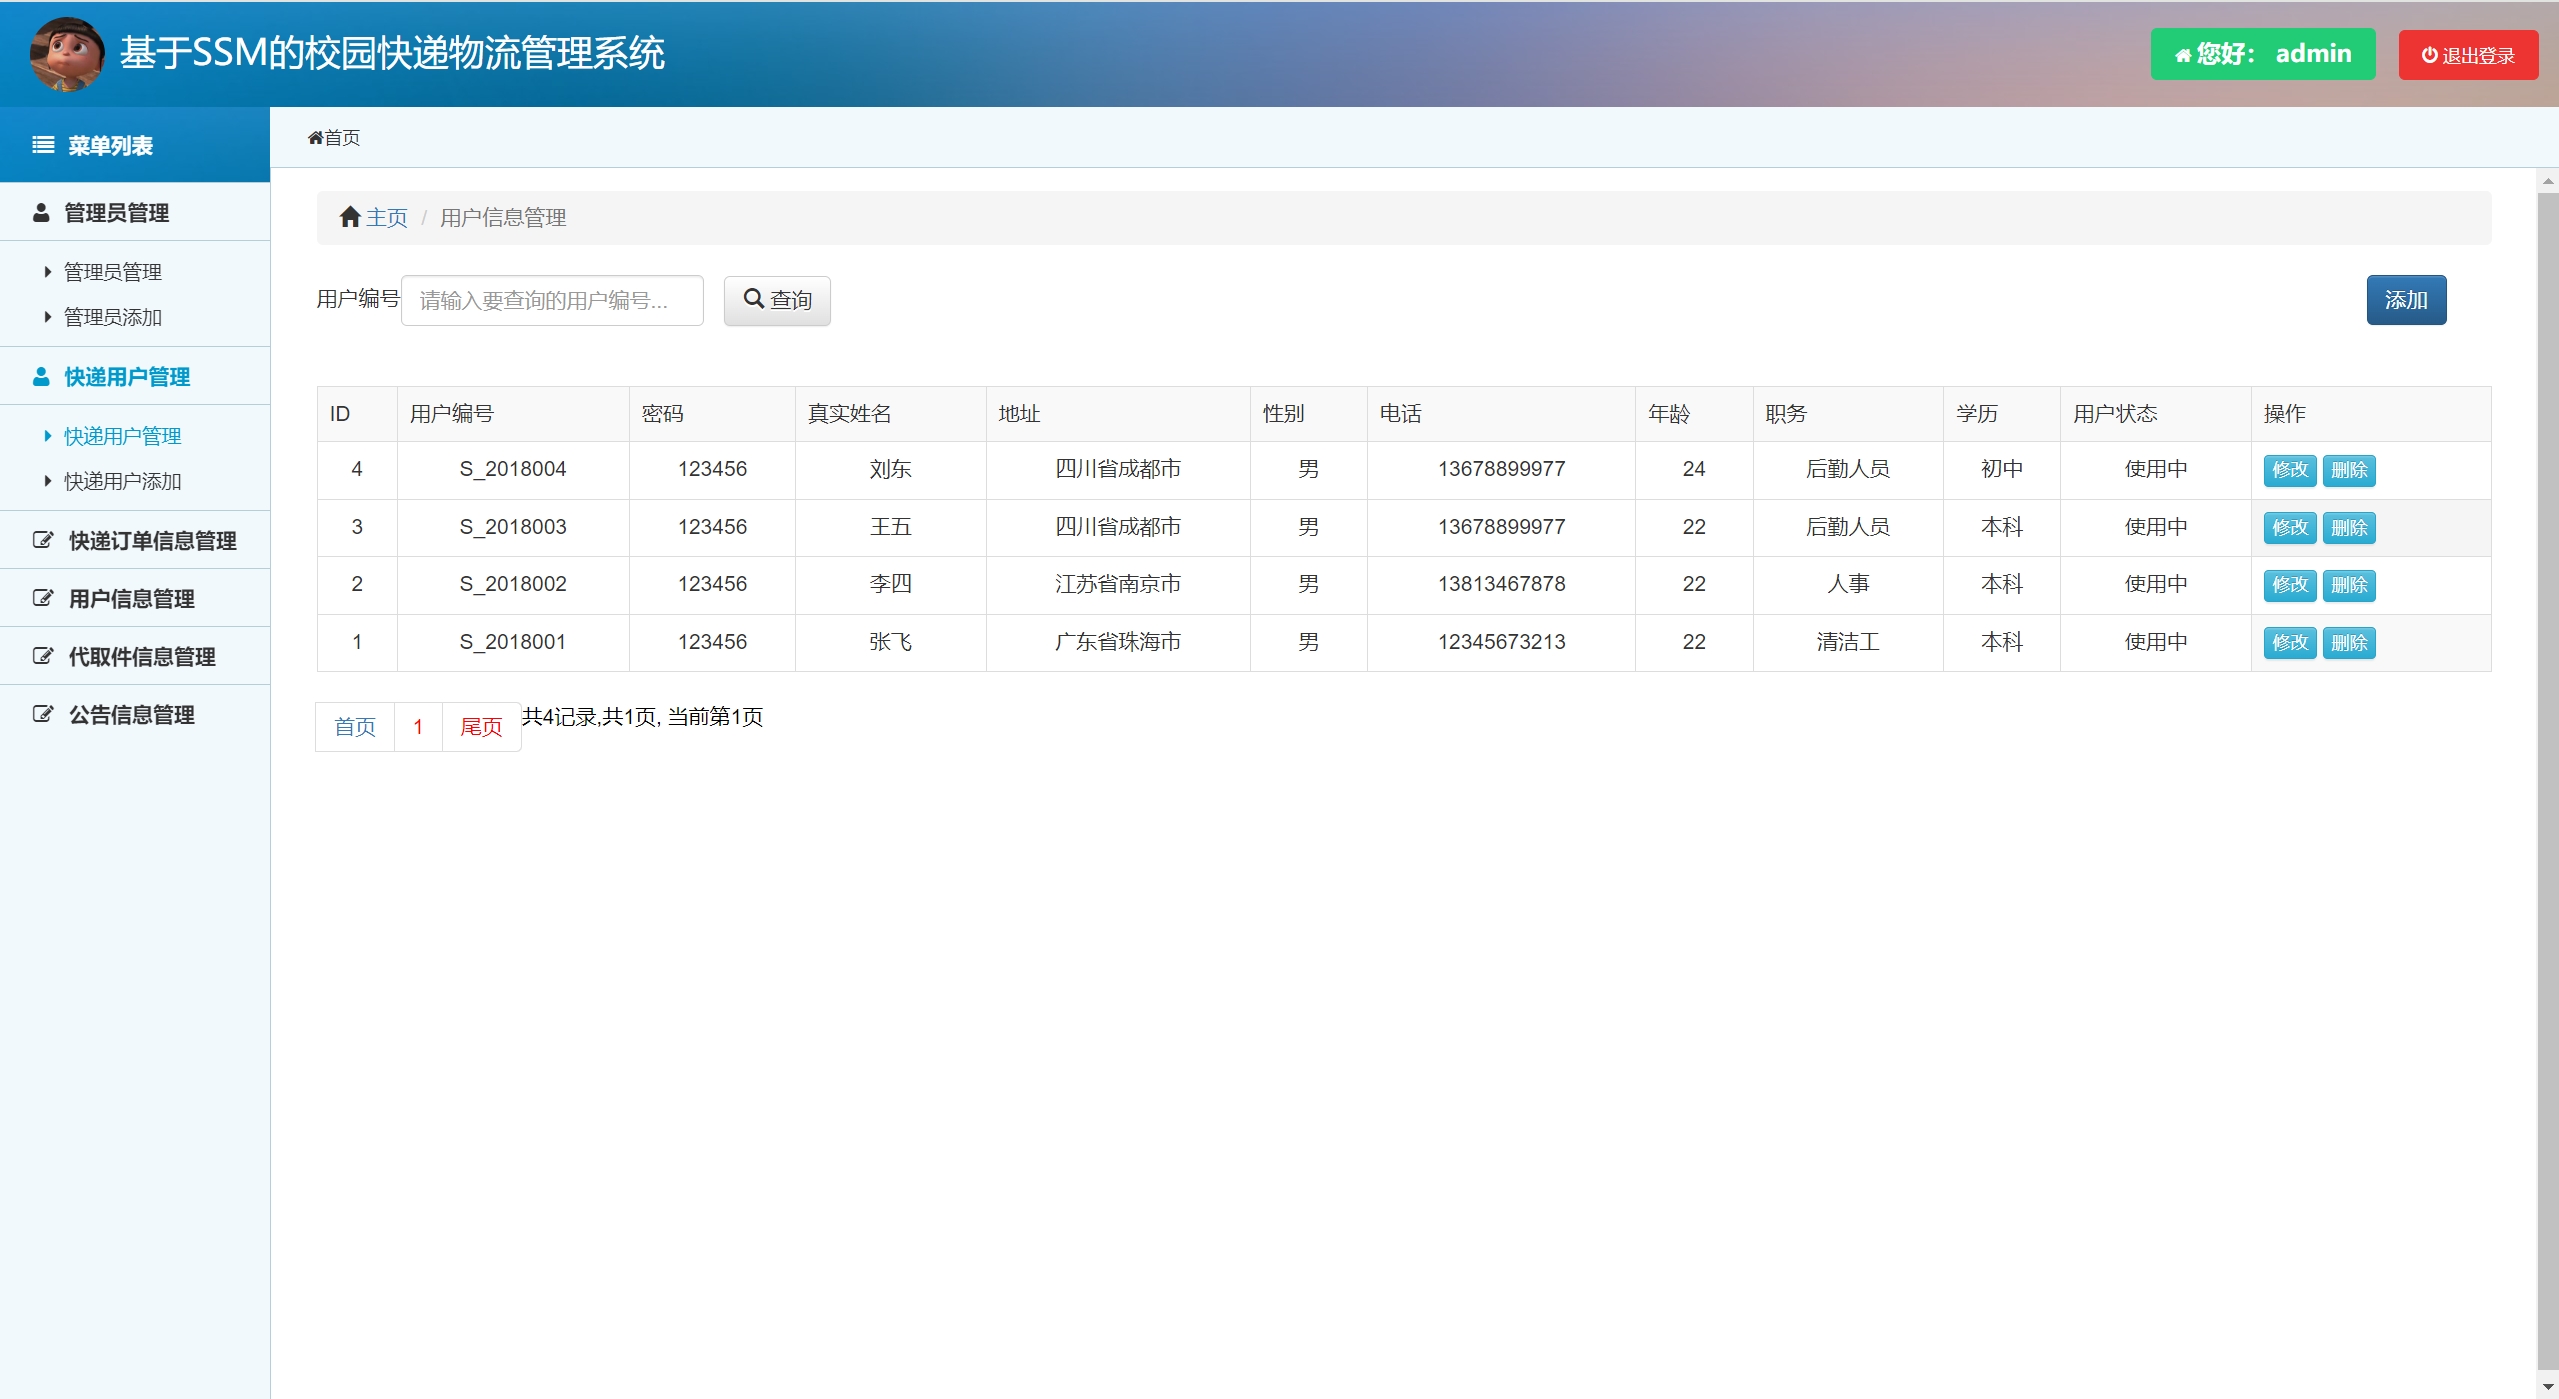 基于SSM的校园快递物流管理系统
您好： admin
退出登录
菜单列表
首页
管理员管理
管理员管理
管理员添加
快递用户管理
快递用户管理
快递用户添加
快递订单信息管理
用户信息管理
代取件信息管理
公告信息管理
主页 / 用户信息管理
用户编号 请输入要查询的用户编号... 查询 添加
ID 用户编号 密码 真实姓名 地址 性别 电话 年龄 职务 学历 用户状态 操作
4 S_2018004 123456 刘东 四川省成都市 男 13678899977 24 后勤人员 初中 使用中 修改 删除
3 S_2018003 123456 王五 四川省成都市 男 13678899977 22 后勤人员 本科 使用中 修改 删除
2 S_2018002 123456 李四 江苏省南京市 男 13813467878 22 人事 本科 使用中 修改 删除
1 S_2018001 123456 张飞 广东省珠海市 男 12345673213 22 清洁工 本科 使用中 修改 删除
首页 1 尾页 共4记录,共1页, 当前第1页